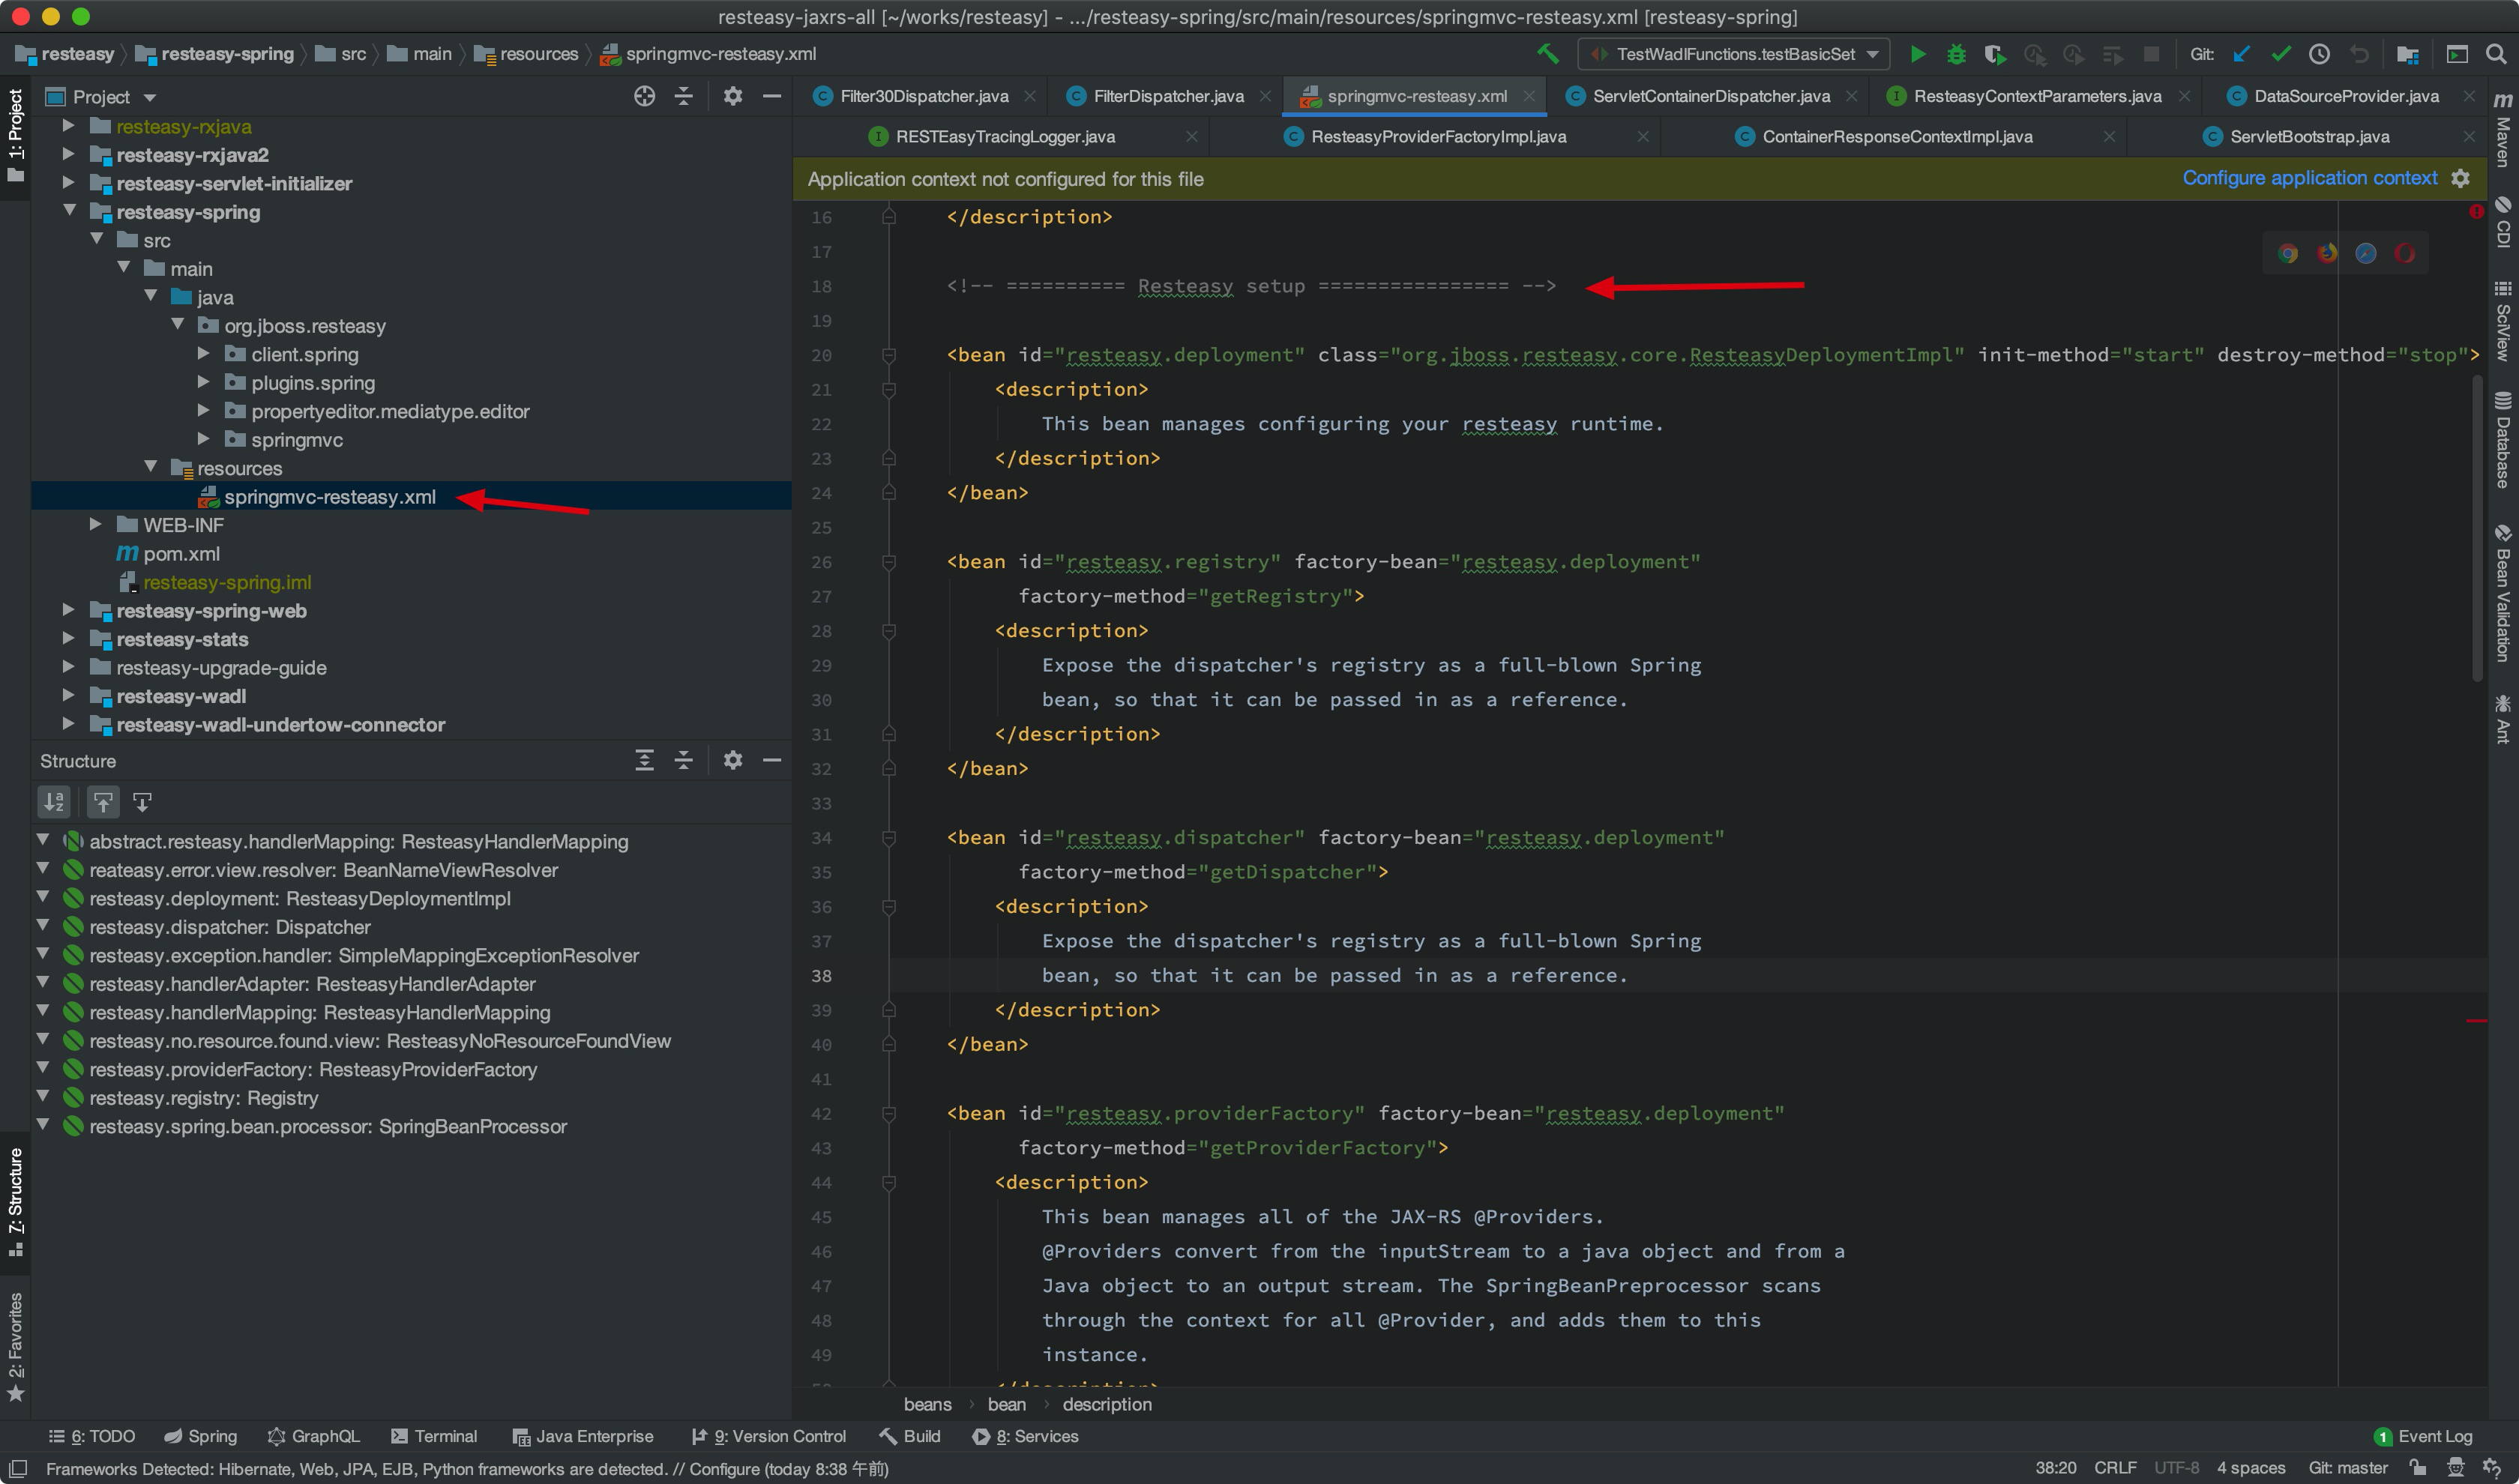 resteasy-jaxrs-all [~/works/resteasy] - .../resteasy-spring/src/main/resources/springmvc-resteasy.xml [resteasy-spring]
resteasy resteasy-spring src main resources springmvc-resteasy.xml TestWadlFunctions.testBasicSet Git:
1: Project
Project
resteasy-rxjava
resteasy-rxjava2
resteasy-servlet-initializer
resteasy-spring
src
main
java
org.jboss.resteasy
client.spring
plugins.spring
propertyeditor.mediatype.editor
springmvc
resources
springmvc-resteasy.xml
WEB-INF
pom.xml
resteasy-spring.iml
resteasy-spring-web
resteasy-stats
resteasy-upgrade-guide
resteasy-wadl
resteasy-wadl-undertow-connector
Structure
abstract.resteasy.handlerMapping: ResteasyHandlerMapping
reateasy.error.view.resolver: BeanNameViewResolver
resteasy.deployment: ResteasyDeploymentImpl
resteasy.dispatcher: Dispatcher
resteasy.exception.handler: SimpleMappingExceptionResolver
resteasy.handlerAdapter: ResteasyHandlerAdapter
resteasy.handlerMapping: ResteasyHandlerMapping
resteasy.no.resource.found.view: ResteasyNoResourceFoundView
resteasy.providerFactory: ResteasyProviderFactory
resteasy.registry: Registry
resteasy.spring.bean.processor: SpringBeanProcessor
7: Structure
2: Favorites
Filter30Dispatcher.java FilterDispatcher.java springmvc-resteasy.xml ServletContainerDispatcher.java ResteasyContextParameters.java DataSourceProvider.java
RESTEasyTracingLogger.java ResteasyProviderFactoryImpl.java ContainerResponseContextImpl.java ServletBootstrap.java
Application context not configured for this file Configure application context
16 </description>
17
18 <!-- ========== Resteasy setup ================ -->
19
20 <bean id="resteasy.deployment" class="org.jboss.resteasy.core.ResteasyDeploymentImpl" init-method="start" destroy-method="stop">
21 <description>
22 This bean manages configuring your resteasy runtime.
23 </description>
24 </bean>
25
26 <bean id="resteasy.registry" factory-bean="resteasy.deployment"
27 factory-method="getRegistry">
28 <description>
29 Expose the dispatcher's registry as a full-blown Spring
30 bean, so that it can be passed in as a reference.
31 </description>
32 </bean>
33
34 <bean id="resteasy.dispatcher" factory-bean="resteasy.deployment"
35 factory-method="getDispatcher">
36 <description>
37 Expose the dispatcher's registry as a full-blown Spring
38 bean, so that it can be passed in as a reference.
39 </description>
40 </bean>
41
42 <bean id="resteasy.providerFactory" factory-bean="resteasy.deployment"
43 factory-method="getProviderFactory">
44 <description>
45 This bean manages all of the JAX-RS @Providers.
46 @Providers convert from the inputStream to a java object and from a
47 Java object to an output stream. The SpringBeanPreprocessor scans
48 through the context for all @Provider, and adds them to this
49 instance.
beans bean description
Maven
CDI
SciView
Database
Bean Validation
Ant
6: TODO Spring GraphQL Terminal Java Enterprise 9: Version Control Build 8: Services 1 Event Log
Frameworks Detected: Hibernate, Web, JPA, EJB, Python frameworks are detected. // Configure (today 8:38 午前) 38:20 CRLF UTF-8 4 spaces Git: master